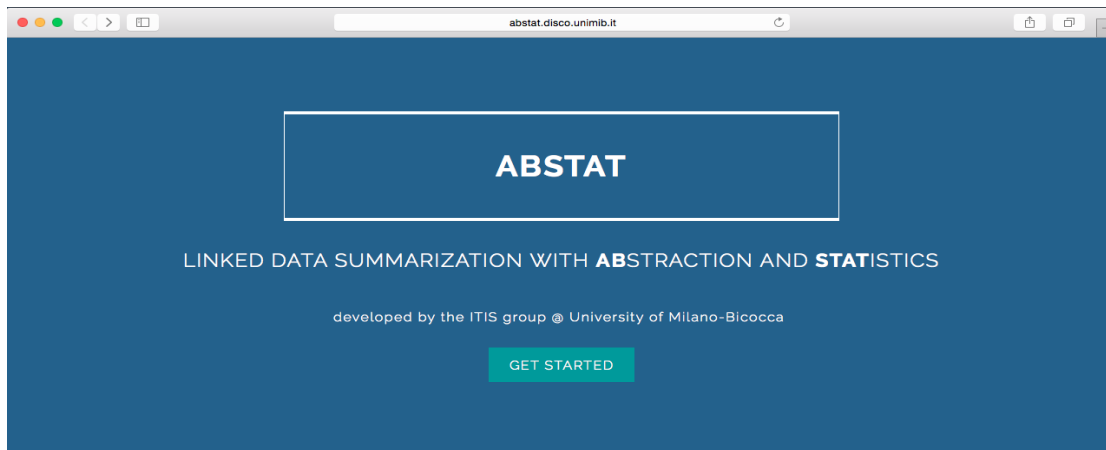 abstat.disco.unimib.it
ABSTAT
LINKED DATA SUMMARIZATION WITH ABSTRACTION AND STATISTICS
developed by the ITIS group @ University of Milano-Bicocca
GET STARTED